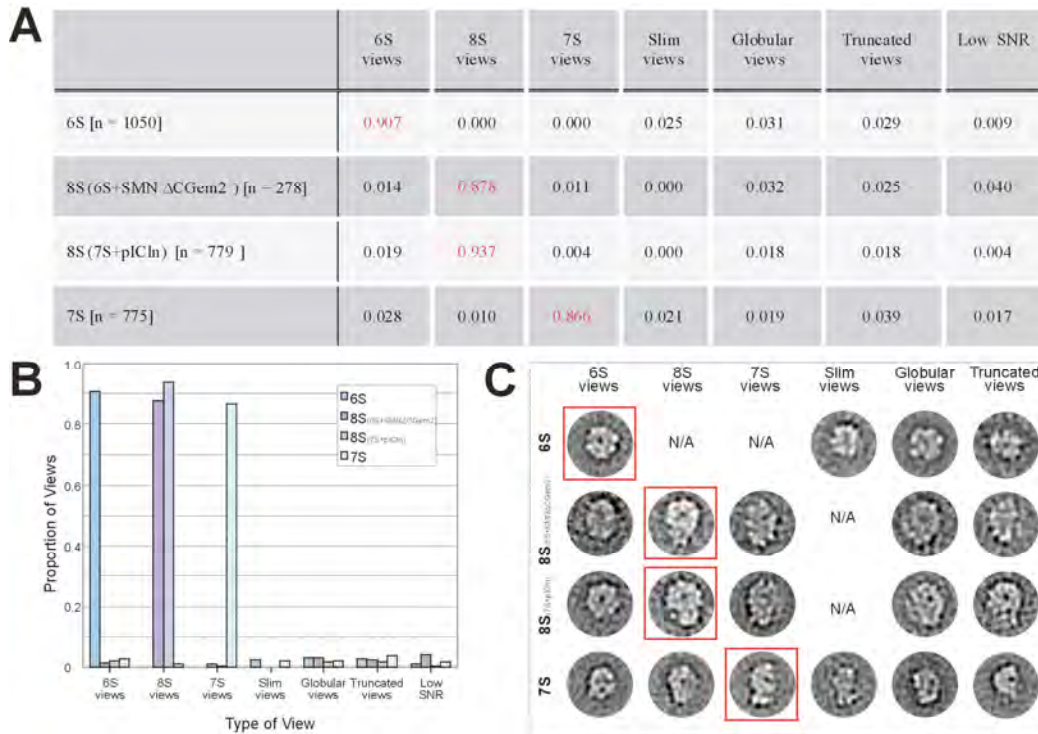 A
6S views 8S views 7S views Slim views Globular views Truncated views Low SNR
6S [n = 1050] 0.907 0.000 0.000 0.025 0.031 0.029 0.009
8S (6S+SMN ΔCGem2 ) [n − 278] 0.014 0.878 0.011 0.000 0.032 0.025 0.040
8S (7S+pICln) [n = 779 ] 0.019 0.937 0.004 0.000 0.018 0.018 0.004
7S [n = 775] 0.028 0.010 0.866 0.021 0.019 0.039 0.017
B
1.0
0.8
0.6
0.4
0.2
0
Proportion of Views
6S
8S
8S (7S+pICln)
7S
6S views 8S views 7S views Slim views Globular views Truncated views Low SNR
Type of View
C
6S views 8S views 7S views Slim views Globular views Truncated views
6S N/A N/A
8S N/A
8S (7S+pICln) N/A
7S